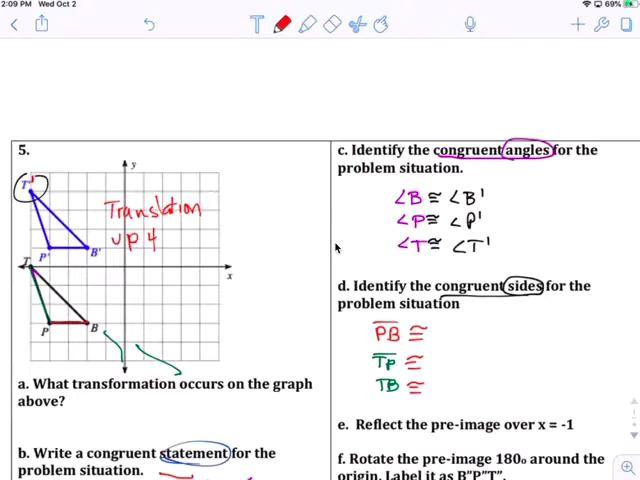 2:09 PM Wed Oct 2
69%
5.
y
T'
Translation
up 4
P'
B'
T
x
P
B
a. What transformation occurs on the graph
above?
b. Write a congruent statement for the
problem situation.
c. Identify the congruent angles for the
problem situation.
∠B ≅ ∠B'
∠P ≅ ∠P'
∠T ≅ ∠T'
d. Identify the congruent sides for the
problem situation
PB ≅
TP ≅
TB ≅
e. Reflect the pre-image over x = -1
f. Rotate the pre-image 180o around the
origin. Label it as B"P"T".